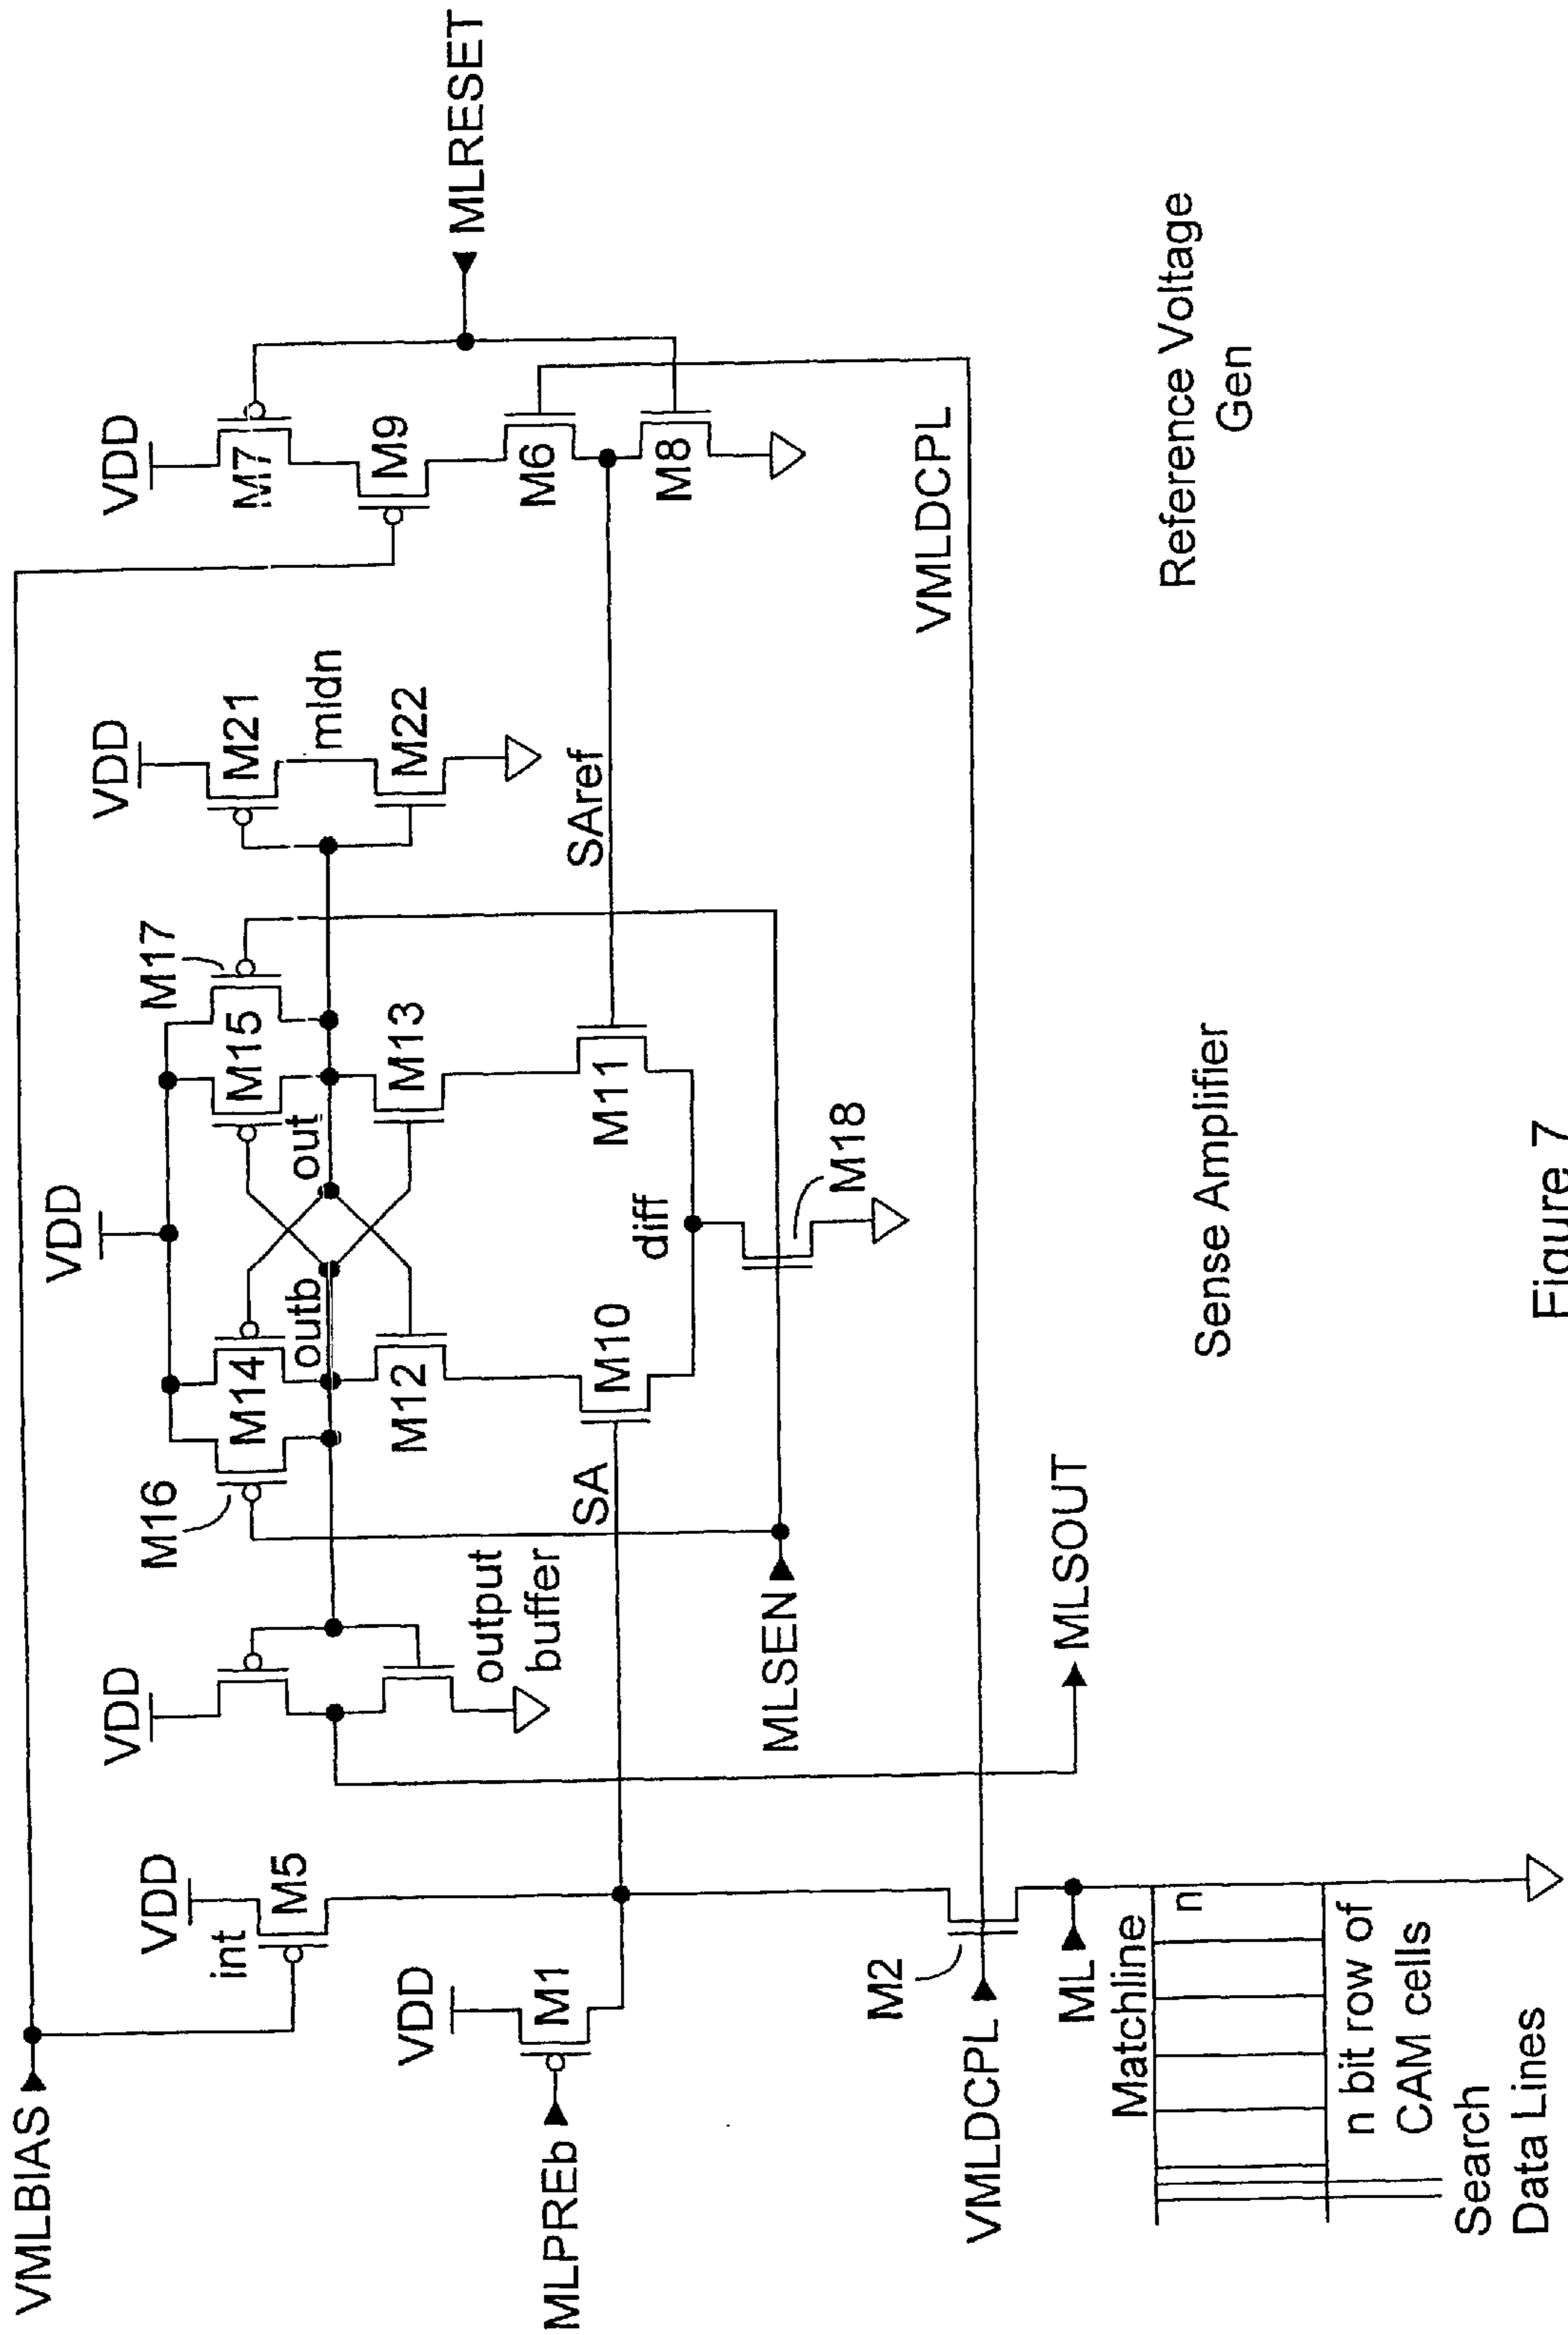 VMLBIAS
VDD
VDD
VDD
VDD
VDD
int
M5
M16
M14
M15
M17
M21
M7
outb
out
mldn
M9
MLRESET
VDD
M12
M13
M22
M6
MLPREb
M1
output
buffer
SA
M10
M11
SAref
M8
diff
MLSEN
M18
M2
VMLDCPL
VMLDCPL
ML
MLSOUT
Matchline
n
n bit row of
CAM cells
Search
Data Lines
Sense Amplifier
Reference Voltage
Gen
Figure 7